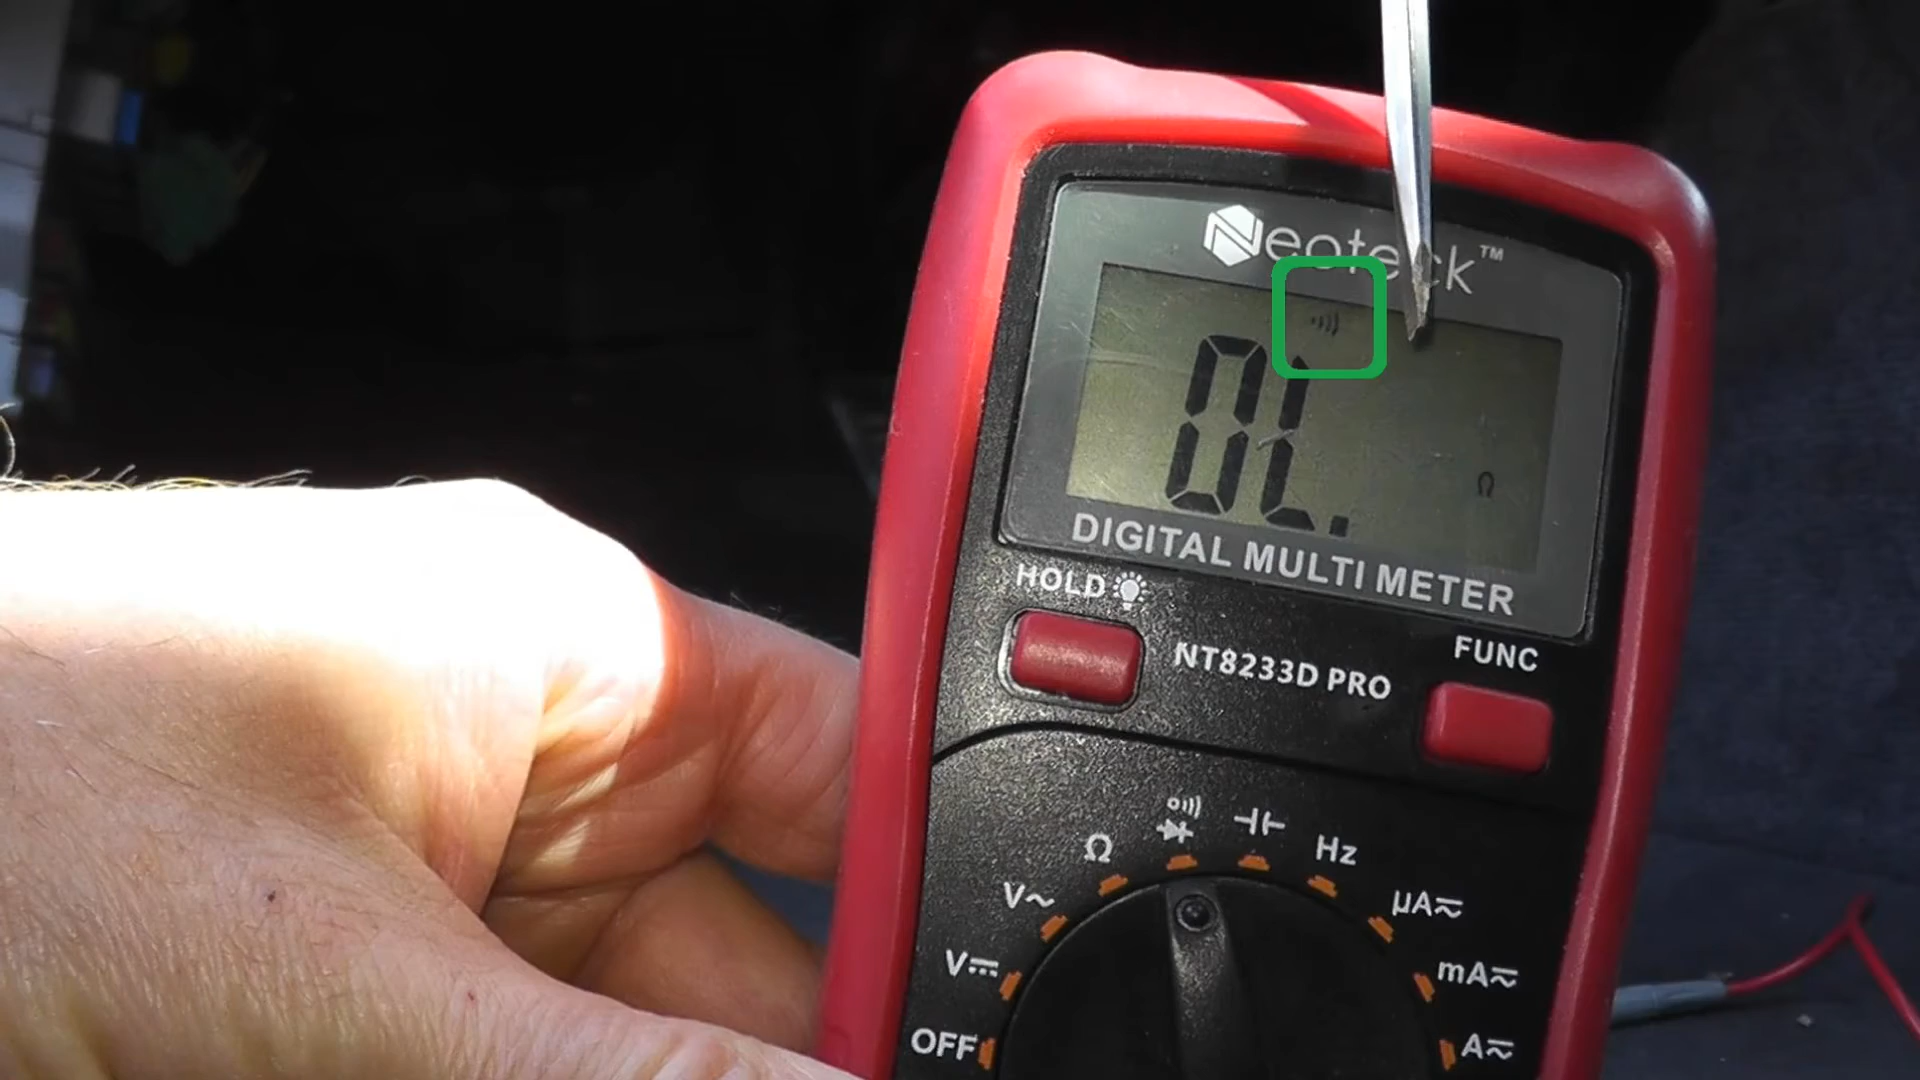 Neoteck™
0L.
Ω
DIGITAL MULTI METER
HOLD
NT8233D PRO
FUNC
Ω
Hz
V~
µA
V
mA
OFF
A